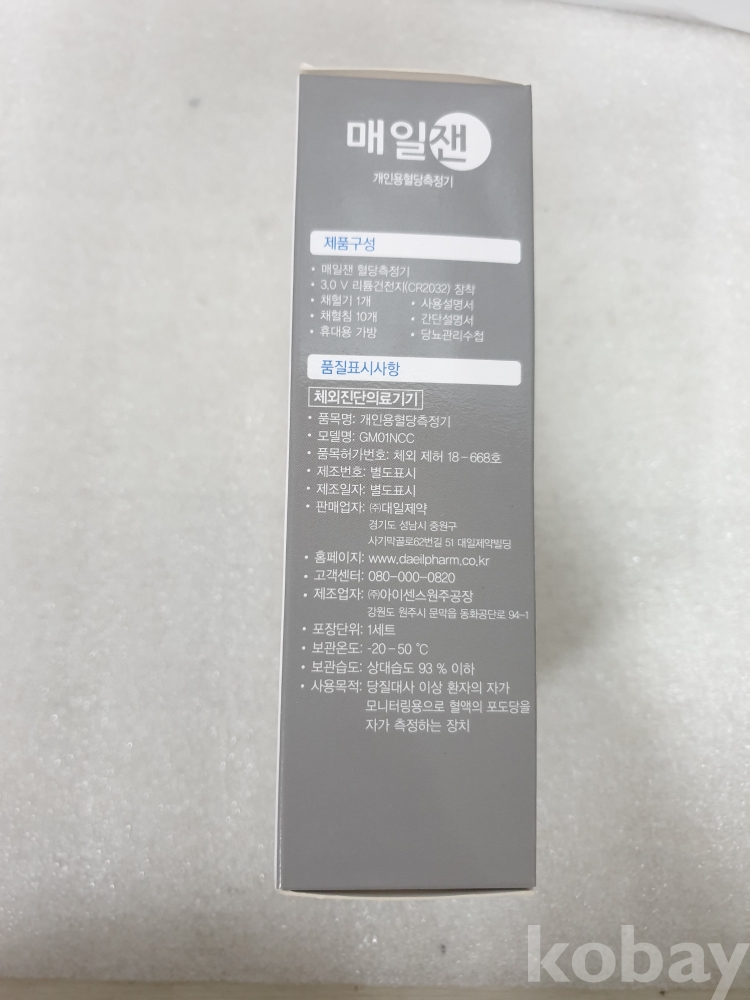 매일잰
개인용혈당측정기
제품구성
• 매일잰 혈당측정기
• 3.0 V 리튬건전지(CR2032) 장착
• 채혈기 1개 • 사용설명서
• 채혈침 10개 • 간단설명서
• 휴대용 가방 • 당뇨관리수첩
품질표시사항
체외진단의료기기
• 품목명: 개인용혈당측정기
• 모델명: GM01NCC
• 품목허가번호: 체외 제허 18-668호
• 제조번호: 별도표시
• 제조일자: 별도표시
• 판매업자: ㈜대일제약
경기도 성남시 중원구
사기막골로62번길 51 대일제약빌딩
• 홈페이지: www.daeilpharm.co.kr
• 고객센터: 080-000-0820
• 제조업자: ㈜아이센스원주공장
강원도 원주시 문막읍 동화공단로 94-1
• 포장단위: 1세트
• 보관온도: -20-50 ℃
• 보관습도: 상대습도 93 % 이하
• 사용목적: 당질대사 이상 환자의 자가
모니터링용으로 혈액의 포도당을
자가 측정하는 장치
kobay